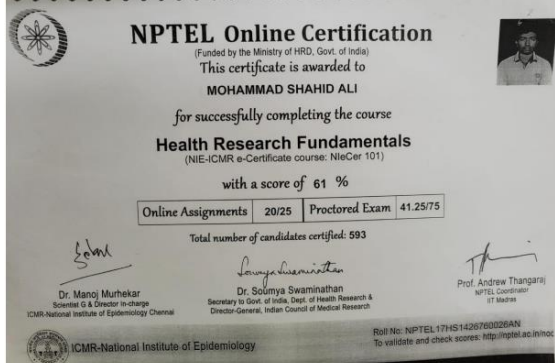 NPTEL Online Certification
(Funded by the Ministry of HRD, Govt. of India)
This certificate is awarded to
MOHAMMAD SHAHID ALI
for successfully completing the course
Health Research Fundamentals
(NIE-ICMR e-Certificate course: NIeCer 101)
with a score of 61 %
Online Assignments 20/25 Proctored Exam 41.25/75
Total number of candidates certified: 593
Dr. Manoj Murhekar
Scientist G & Director in-charge
ICMR-National Institute of Epidemiology Chennai
Soumya Swaminathan
Dr. Soumya Swaminathan
Secretary to Govt. of India, Dept. of Health Research &
Director-General, Indian Council of Medical Research
Prof. Andrew Thangaraj
NPTEL Coordinator
IIT Madras
ICMR-National Institute of Epidemiology
Roll No: NPTEL17HS1426760026AN
To validate and check scores: http://nptel.ac.in/noc